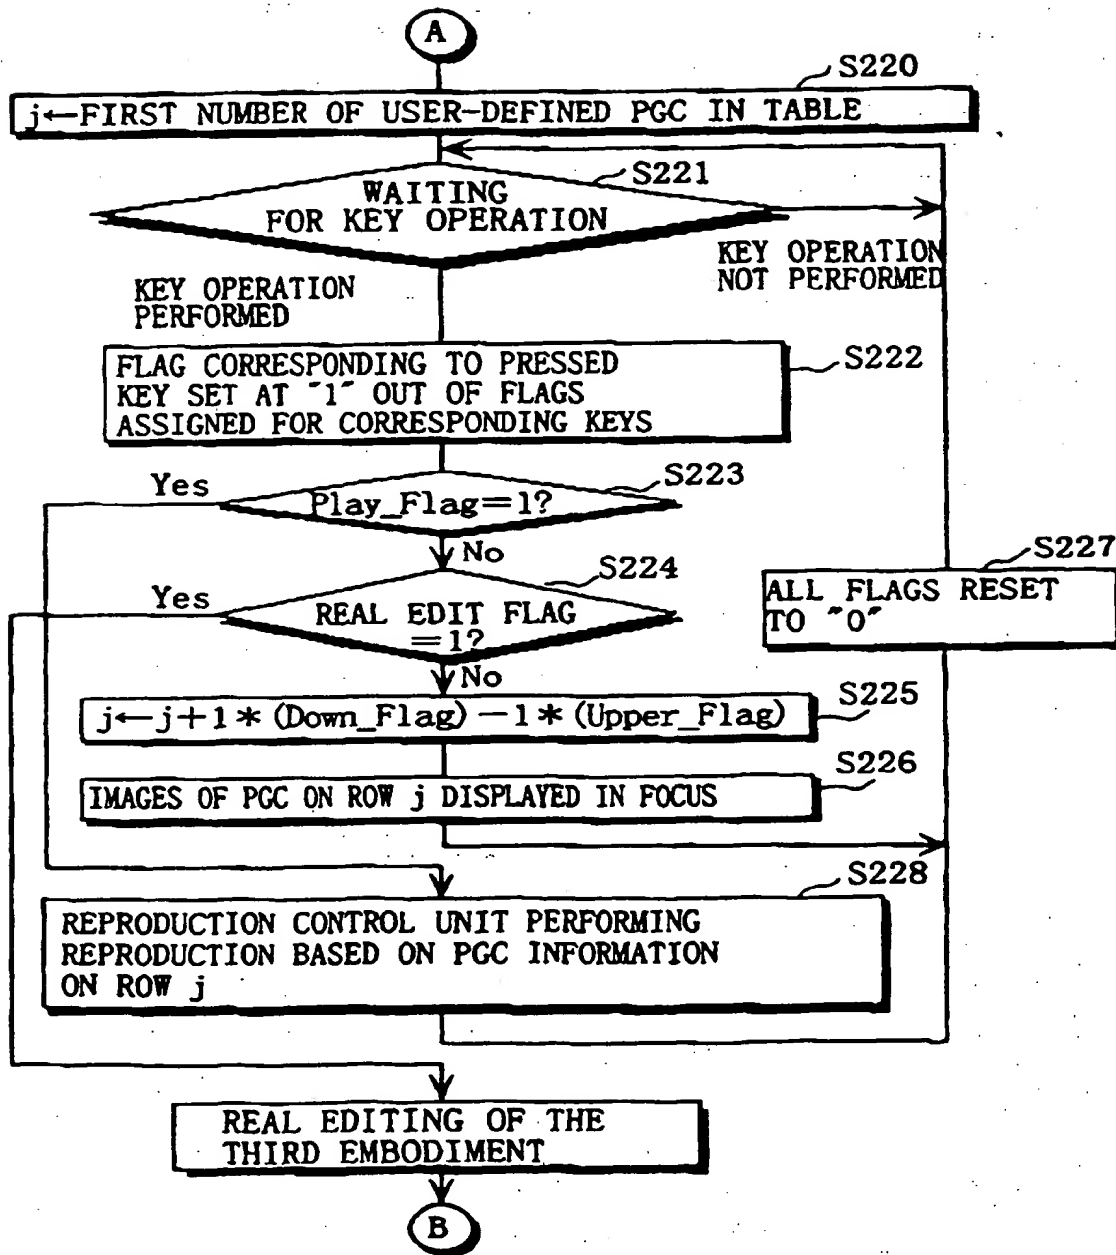 A
S220
j←FIRST NUMBER OF USER-DEFINED PGC IN TABLE
S221
WAITING
FOR KEY OPERATION
KEY OPERATION
NOT PERFORMED
KEY OPERATION
PERFORMED
S222
FLAG CORRESPONDING TO PRESSED
KEY SET AT "1" OUT OF FLAGS
ASSIGNED FOR CORRESPONDING KEYS
S223
Yes
Play_Flag=1?
No
S224
Yes
REAL EDIT FLAG
=1?
No
S227
ALL FLAGS RESET
TO "0"
S225
j←j+1*(Down_Flag)-1*(Upper_Flag)
S226
IMAGES OF PGC ON ROW j DISPLAYED IN FOCUS
S228
REPRODUCTION CONTROL UNIT PERFORMING
REPRODUCTION BASED ON PGC INFORMATION
ON ROW j
REAL EDITING OF THE
THIRD EMBODIMENT
B